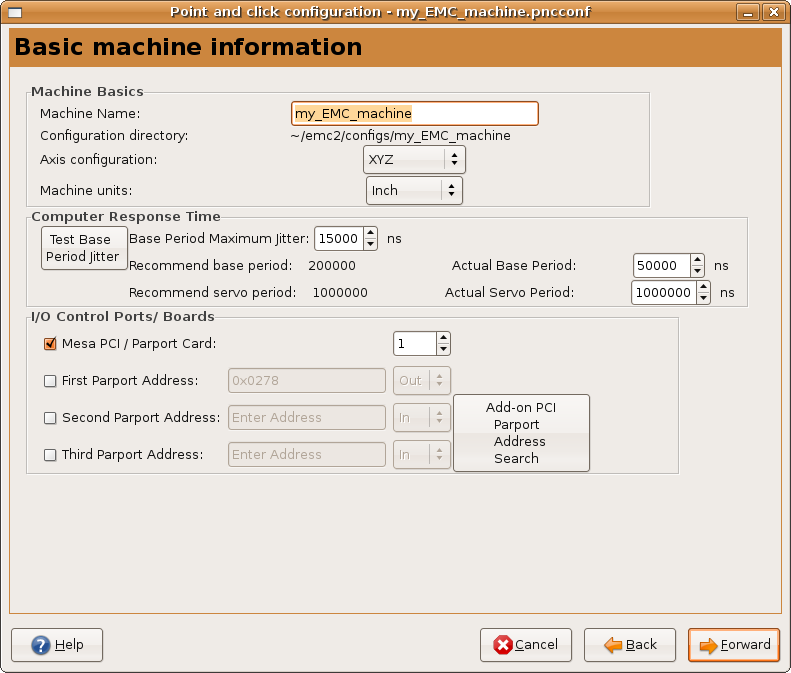 Point and click configuration - my_EMC_machine.pncconf
Basic machine information
Machine Basics
Machine Name: my_EMC_machine
Configuration directory: ~/emc2/configs/my_EMC_machine
Axis configuration: XYZ
Machine units: Inch
Computer Response Time
Test Base
Period Jitter
Base Period Maximum Jitter: 15000 ns
Recommend base period: 200000 Actual Base Period: 50000 ns
Recommend servo period: 1000000 Actual Servo Period: 1000000 ns
I/O Control Ports/ Boards
Mesa PCI / Parport Card: 1
First Parport Address: 0x0278 Out
Second Parport Address: Enter Address In
Third Parport Address: Enter Address In
Add-on PCI
Parport
Address
Search
Help Cancel Back Forward